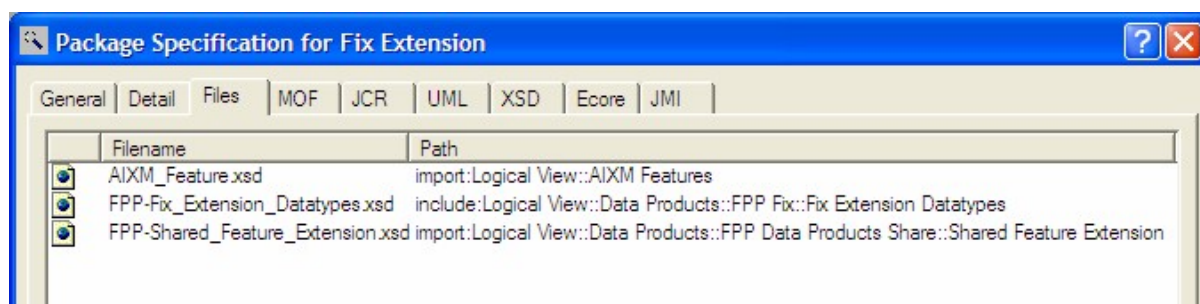 Package Specification for Fix Extension
General Detail Files MOF JCR UML XSD Ecore JMI
Filename Path
AIXM_Feature.xsd import:Logical View::AIXM Features
FPP-Fix_Extension_Datatypes.xsd include:Logical View::Data Products::FPP Fix::Fix Extension Datatypes
FPP-Shared_Feature_Extension.xsd import:Logical View::Data Products::FPP Data Products Share::Shared Feature Extension